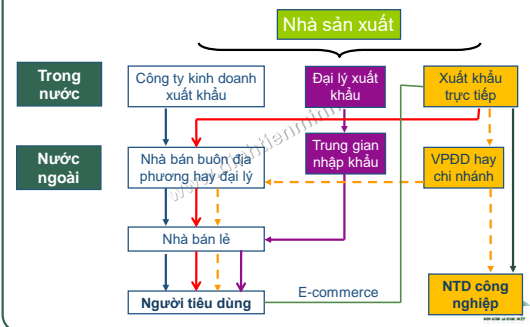 Nhà sản xuất
Trong
nước
Công ty kinh doanh
xuất khẩu
Đại lý xuất
khẩu
Xuất khẩu
trực tiếp
Nước
ngoài
Nhà bán buôn địa
phương hay đại lý
Trung gian
nhập khẩu
VPĐD hay
chi nhánh
Nhà bán lẻ
Người tiêu dùng
E-commerce
NTD công
nghiệp